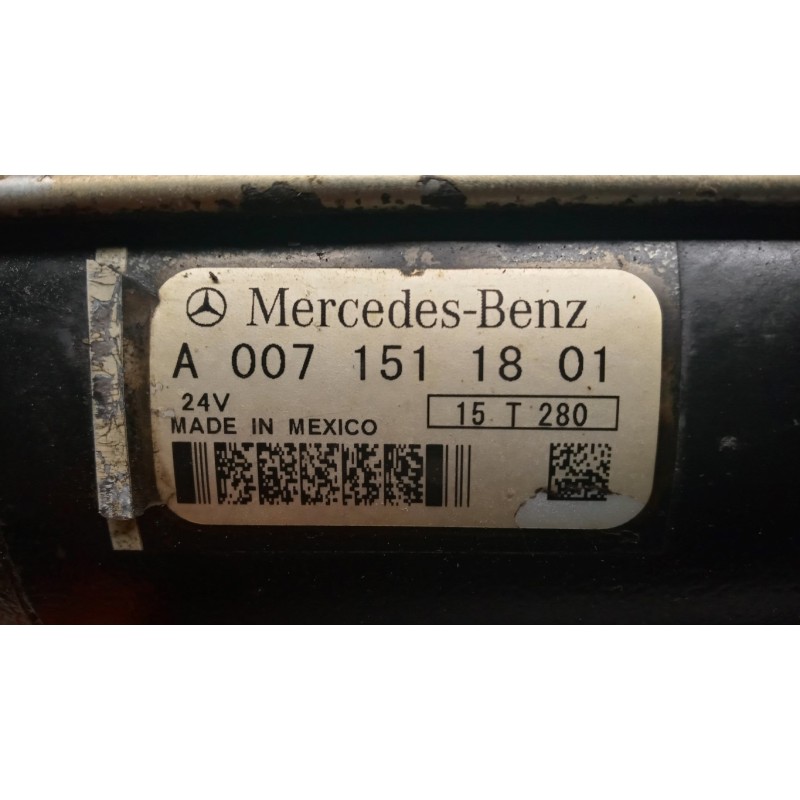 Mercedes-Benz
A 007 151 18 01
24V
15 T 280
MADE IN MEXICO